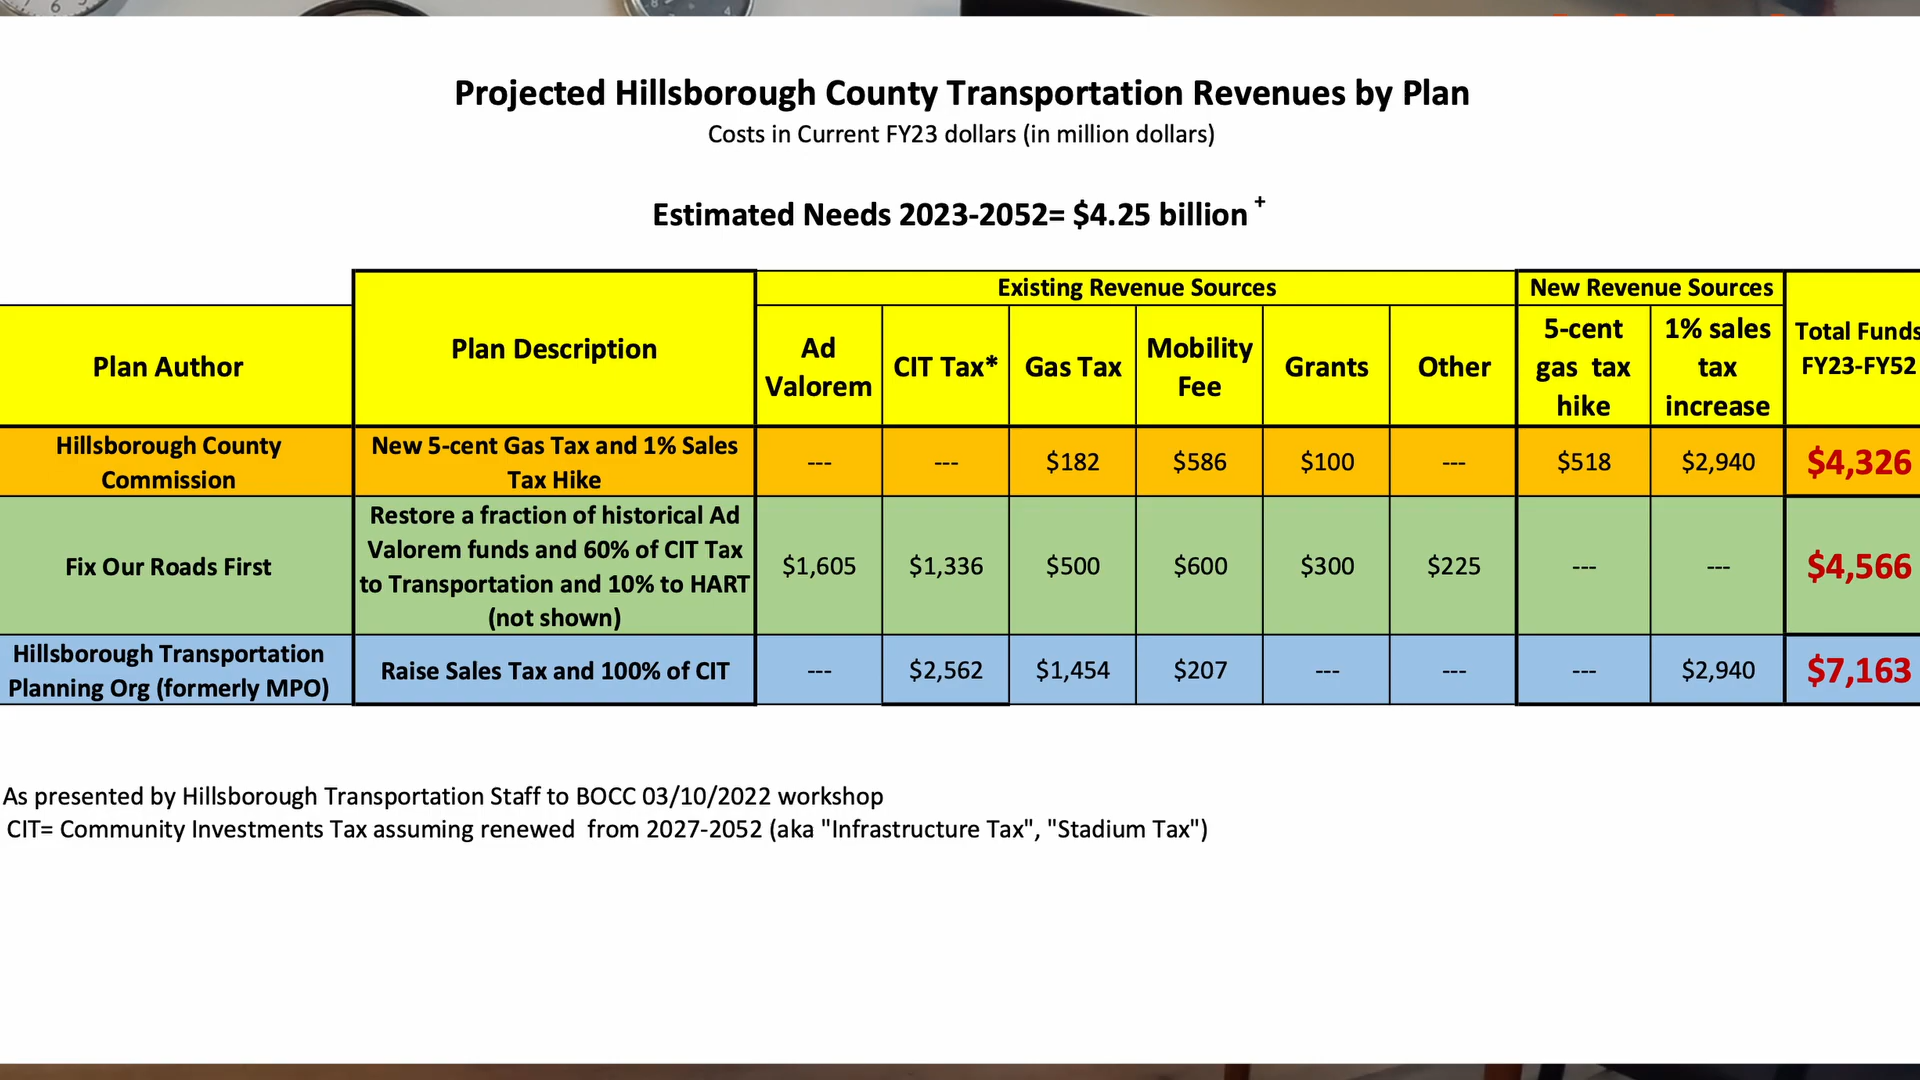 Projected Hillsborough County Transportation Revenues by Plan
Costs in Current FY23 dollars (in million dollars)
Estimated Needs 2023-2052= $4.25 billion +
Existing Revenue Sources
New Revenue Sources
Plan Author
Plan Description
Ad
Valorem
CIT Tax*
Gas Tax
Mobility
Fee
Grants
Other
5-cent
gas tax
hike
1% sales
tax
increase
Total Funds
FY23-FY52
Hillsborough County
Commission
New 5-cent Gas Tax and 1% Sales
Tax Hike
--- --- $182 $586 $100 --- $518 $2,940 $4,326
Fix Our Roads First
Restore a fraction of historical Ad
Valorem funds and 60% of CIT Tax
to Transportation and 10% to HART
(not shown)
$1,605 $1,336 $500 $600 $300 $225 --- --- $4,566
Hillsborough Transportation
Planning Org (formerly MPO)
Raise Sales Tax and 100% of CIT
--- $2,562 $1,454 $207 --- --- --- $2,940 $7,163
As presented by Hillsborough Transportation Staff to BOCC 03/10/2022 workshop
CIT= Community Investments Tax assuming renewed from 2027-2052 (aka "Infrastructure Tax", "Stadium Tax")